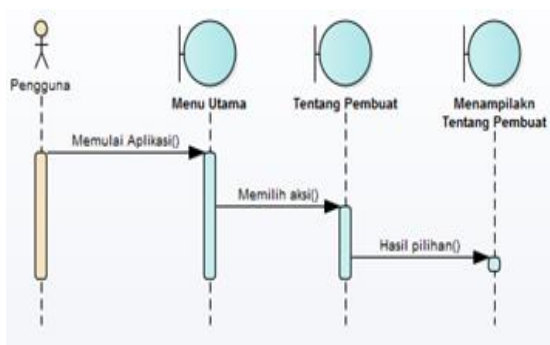 Pengguna
Menu Utama
Tentang Pembuat
Menampilakn
Tentang Pembuat
Memulai Aplikasi()
Memilih aksi()
Hasil pilihan()